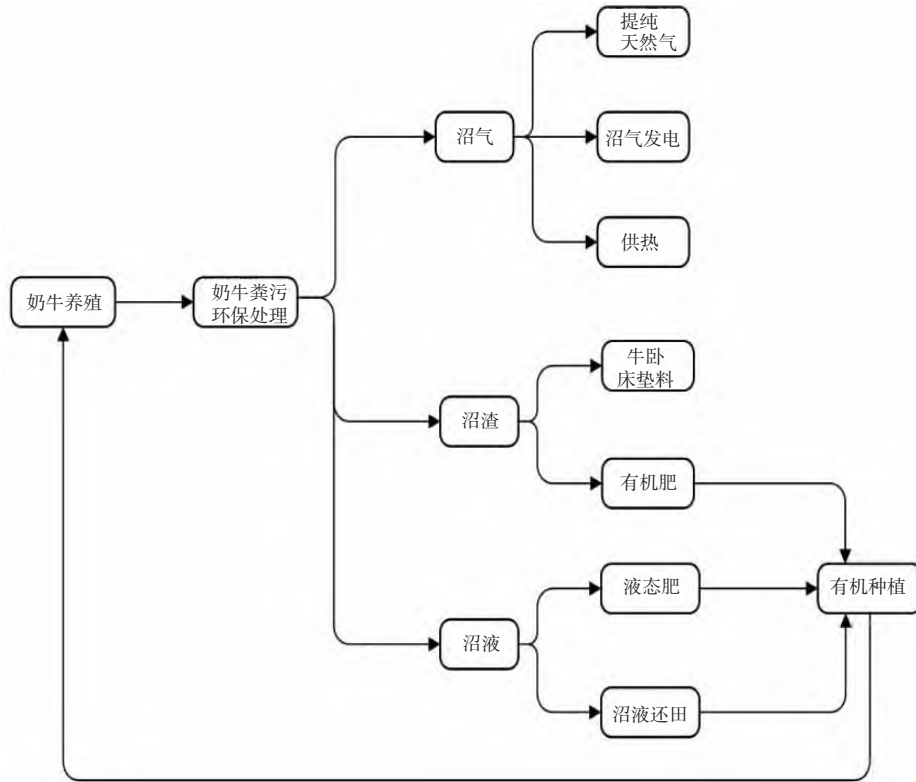 提纯
天然气
沼气
沼气发电
供热
奶牛养殖
奶牛粪污
环保处理
牛卧
床垫料
沼渣
有机肥
液态肥
有机种植
沼液
沼液还田